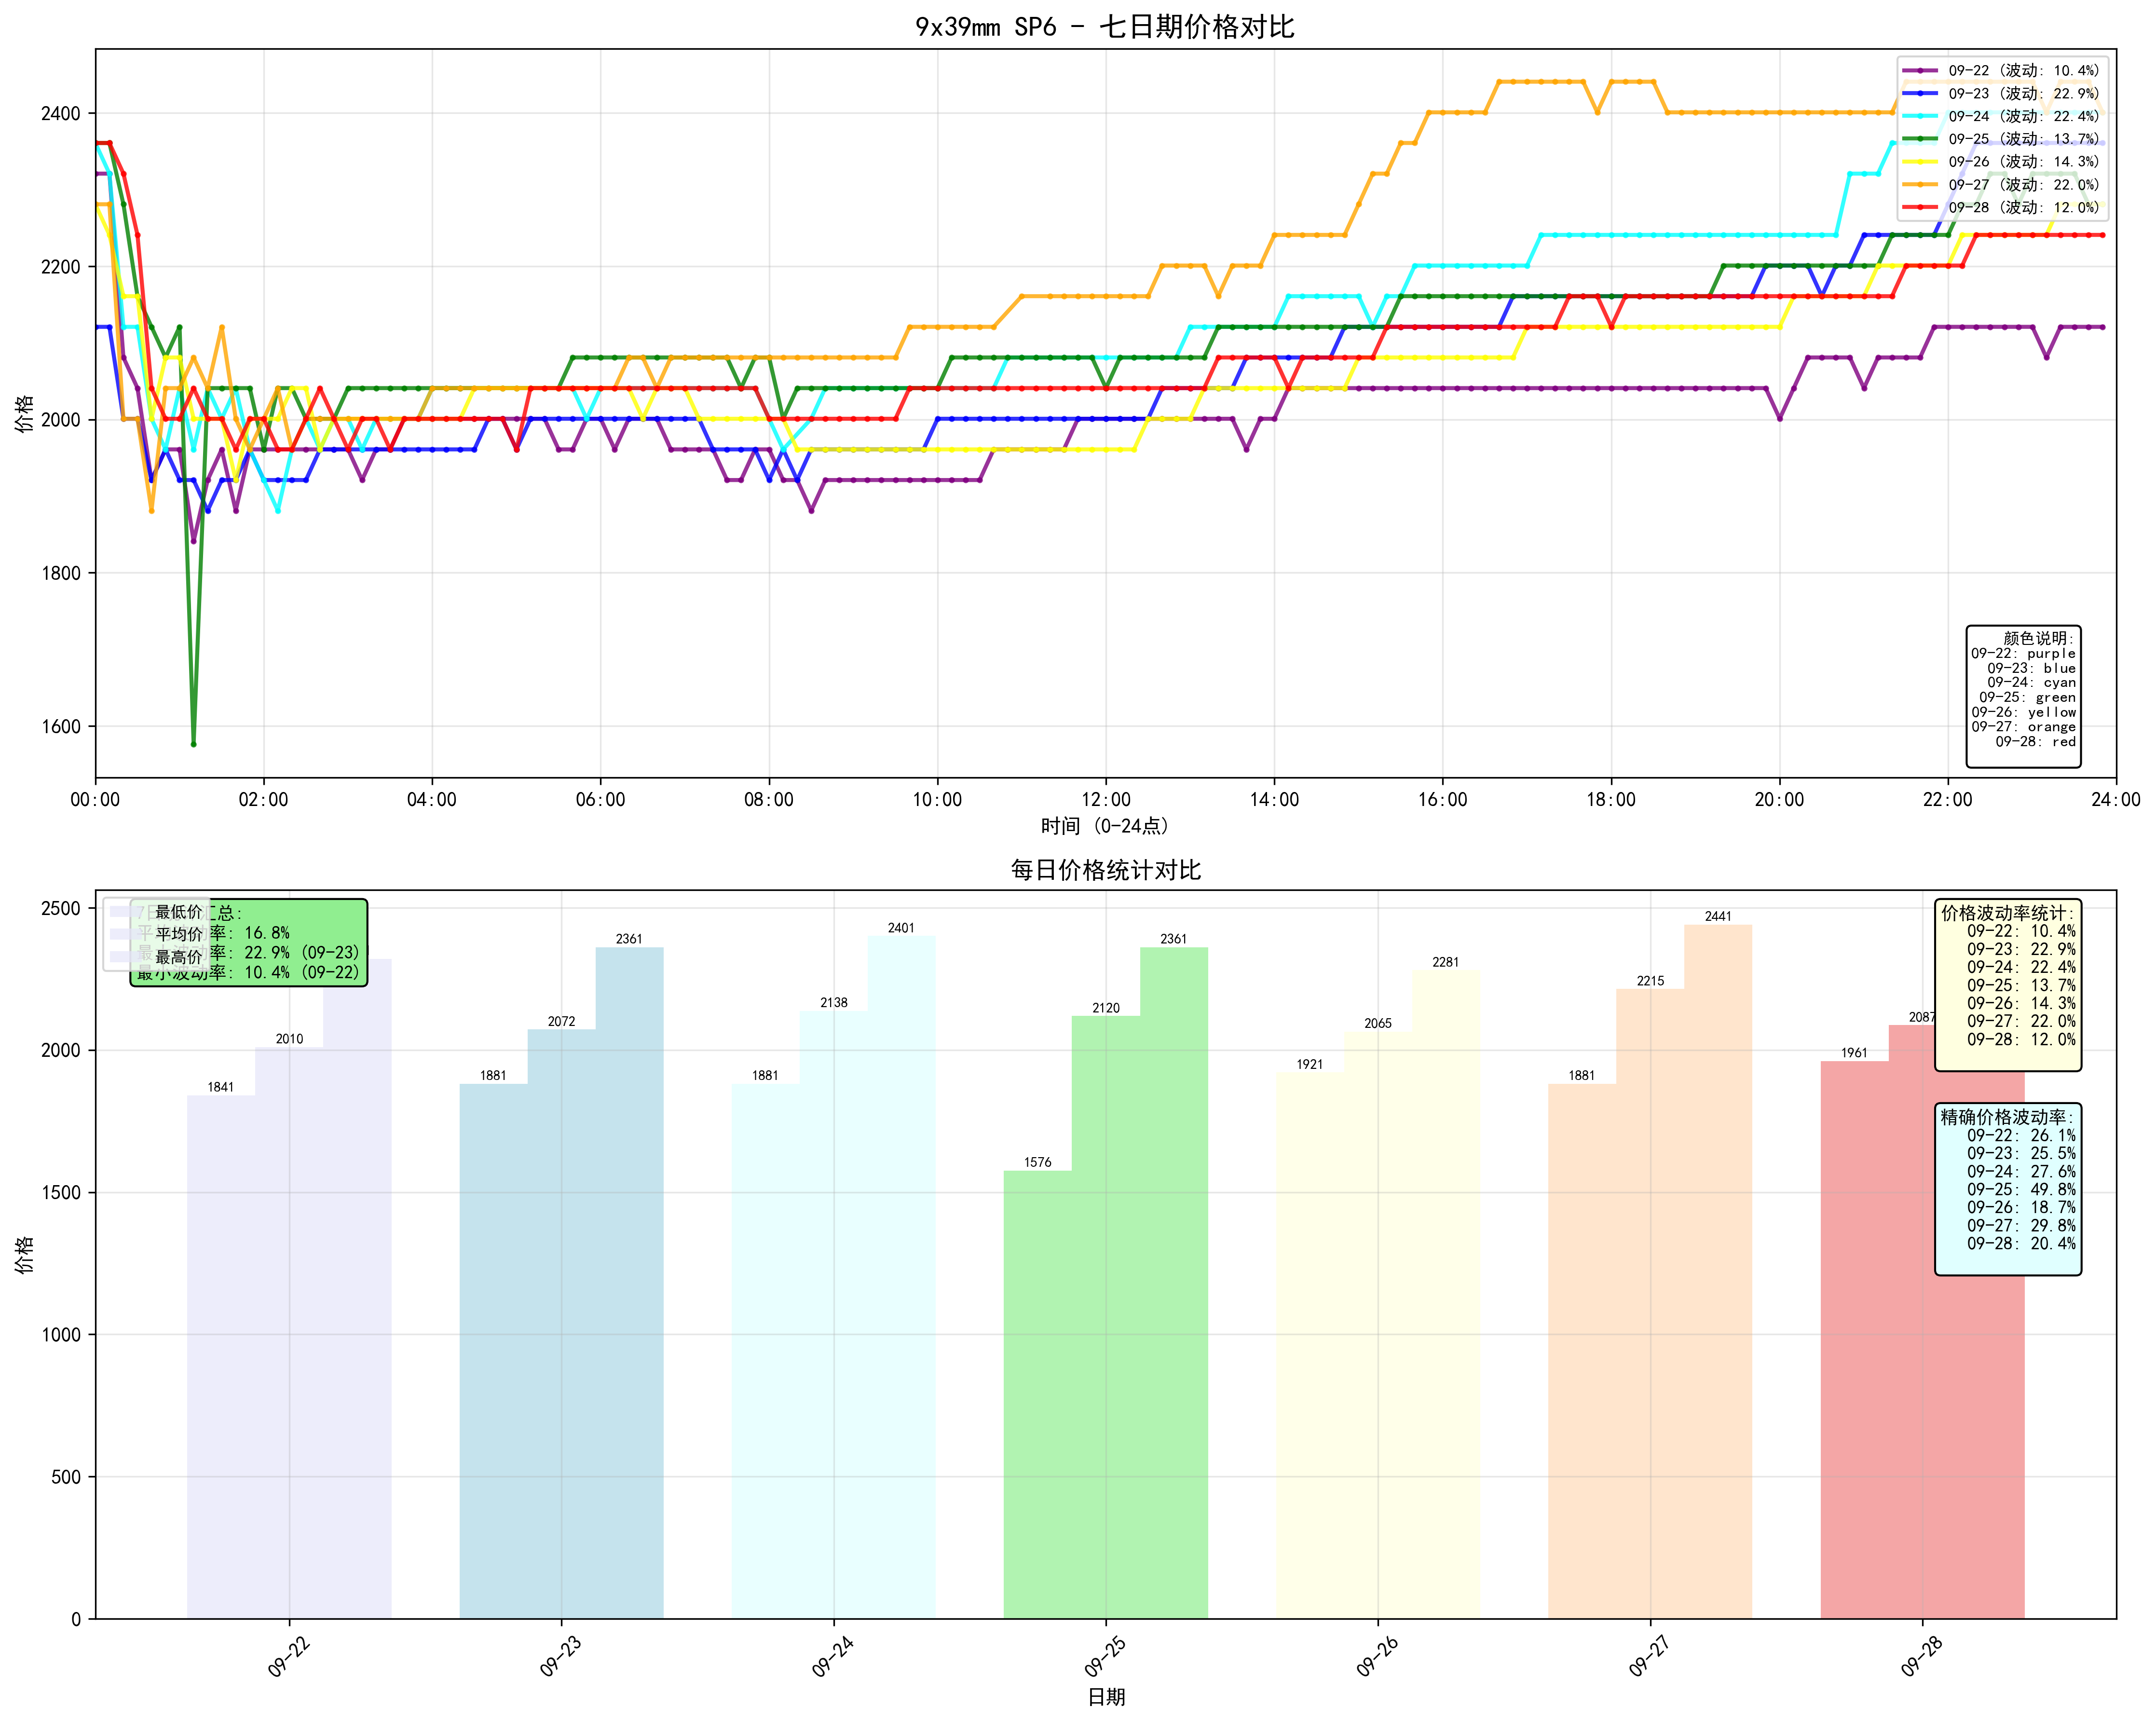 9x39mm SP6 - 七日期价格对比
价格
2400
2200
2000
1800
1600
09-22 (波动: 10.4%)
09-23 (波动: 22.9%)
09-24 (波动: 22.4%)
09-25 (波动: 13.7%)
09-26 (波动: 14.3%)
09-27 (波动: 22.0%)
09-28 (波动: 12.0%)
颜色说明:
09-22: purple
09-23: blue
09-24: cyan
09-25: green
09-26: yellow
09-27: orange
09-28: red
00:00 02:00 04:00 06:00 08:00 10:00 12:00 14:00 16:00 18:00 20:00 22:00 24:00
时间 (0-24点)
每日价格统计对比
价格
2500
2000
1500
1000
500
0
最低价
平均价
最高价
汇总:
率: 16.8%
率: 22.9% (09-23)
最小波动率: 10.4% (09-22)
1841 2010
1881 2072 2361
1881 2138 2401
1576 2120 2361
1921 2065 2281
1881 2215 2441
1961 2087
价格波动率统计:
09-22: 10.4%
09-23: 22.9%
09-24: 22.4%
09-25: 13.7%
09-26: 14.3%
09-27: 22.0%
09-28: 12.0%
精确价格波动率:
09-22: 26.1%
09-23: 25.5%
09-24: 27.6%
09-25: 49.8%
09-26: 18.7%
09-27: 29.8%
09-28: 20.4%
09-22 09-23 09-24 09-25 09-26 09-27 09-28
日期